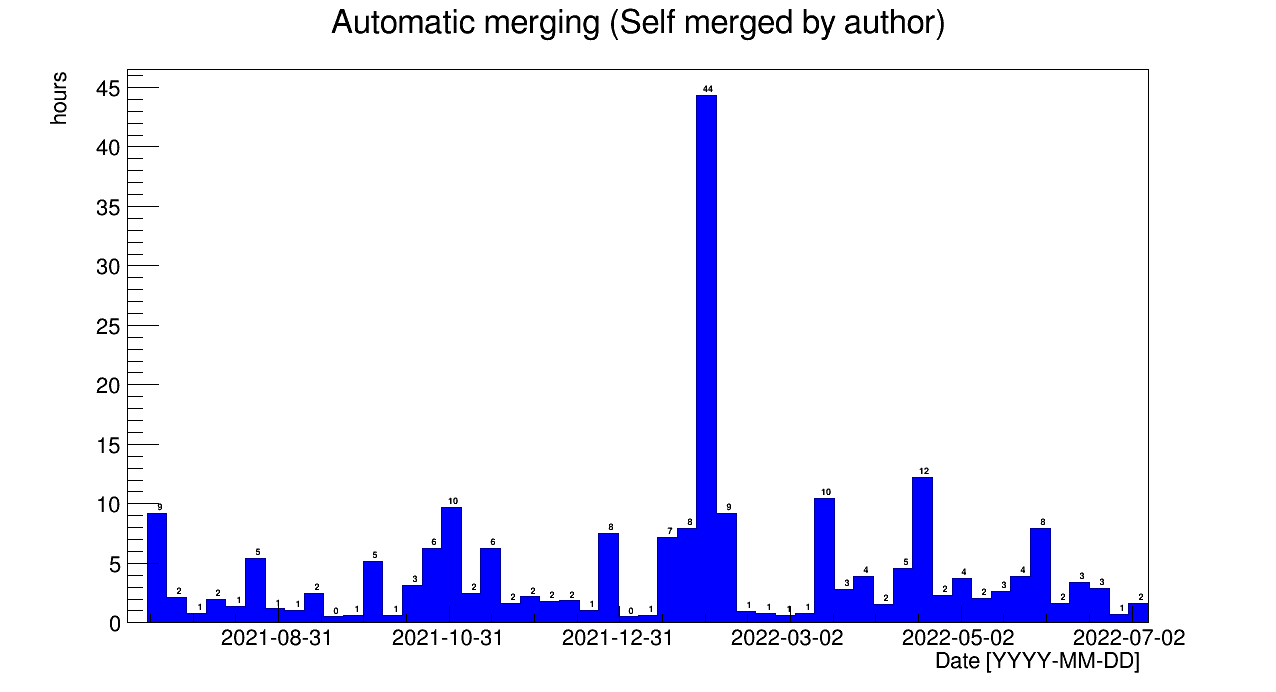 Automatic merging (Self merged by author)
hours
45
40
35
30
25
20
15
10
5
0
9 2 1 2 1 5 1 1 2 0 1 5 1 3 6 10 2 6 2 2 2 2 1 8 0 1 7 8 44 9 1 1 1 1 10 3 4 2 5 12 2 4 2 3 4 8 2 3 3 1 2
2021-08-31 2021-10-31 2021-12-31 2022-03-02 2022-05-02 2022-07-02
Date [YYYY-MM-DD]